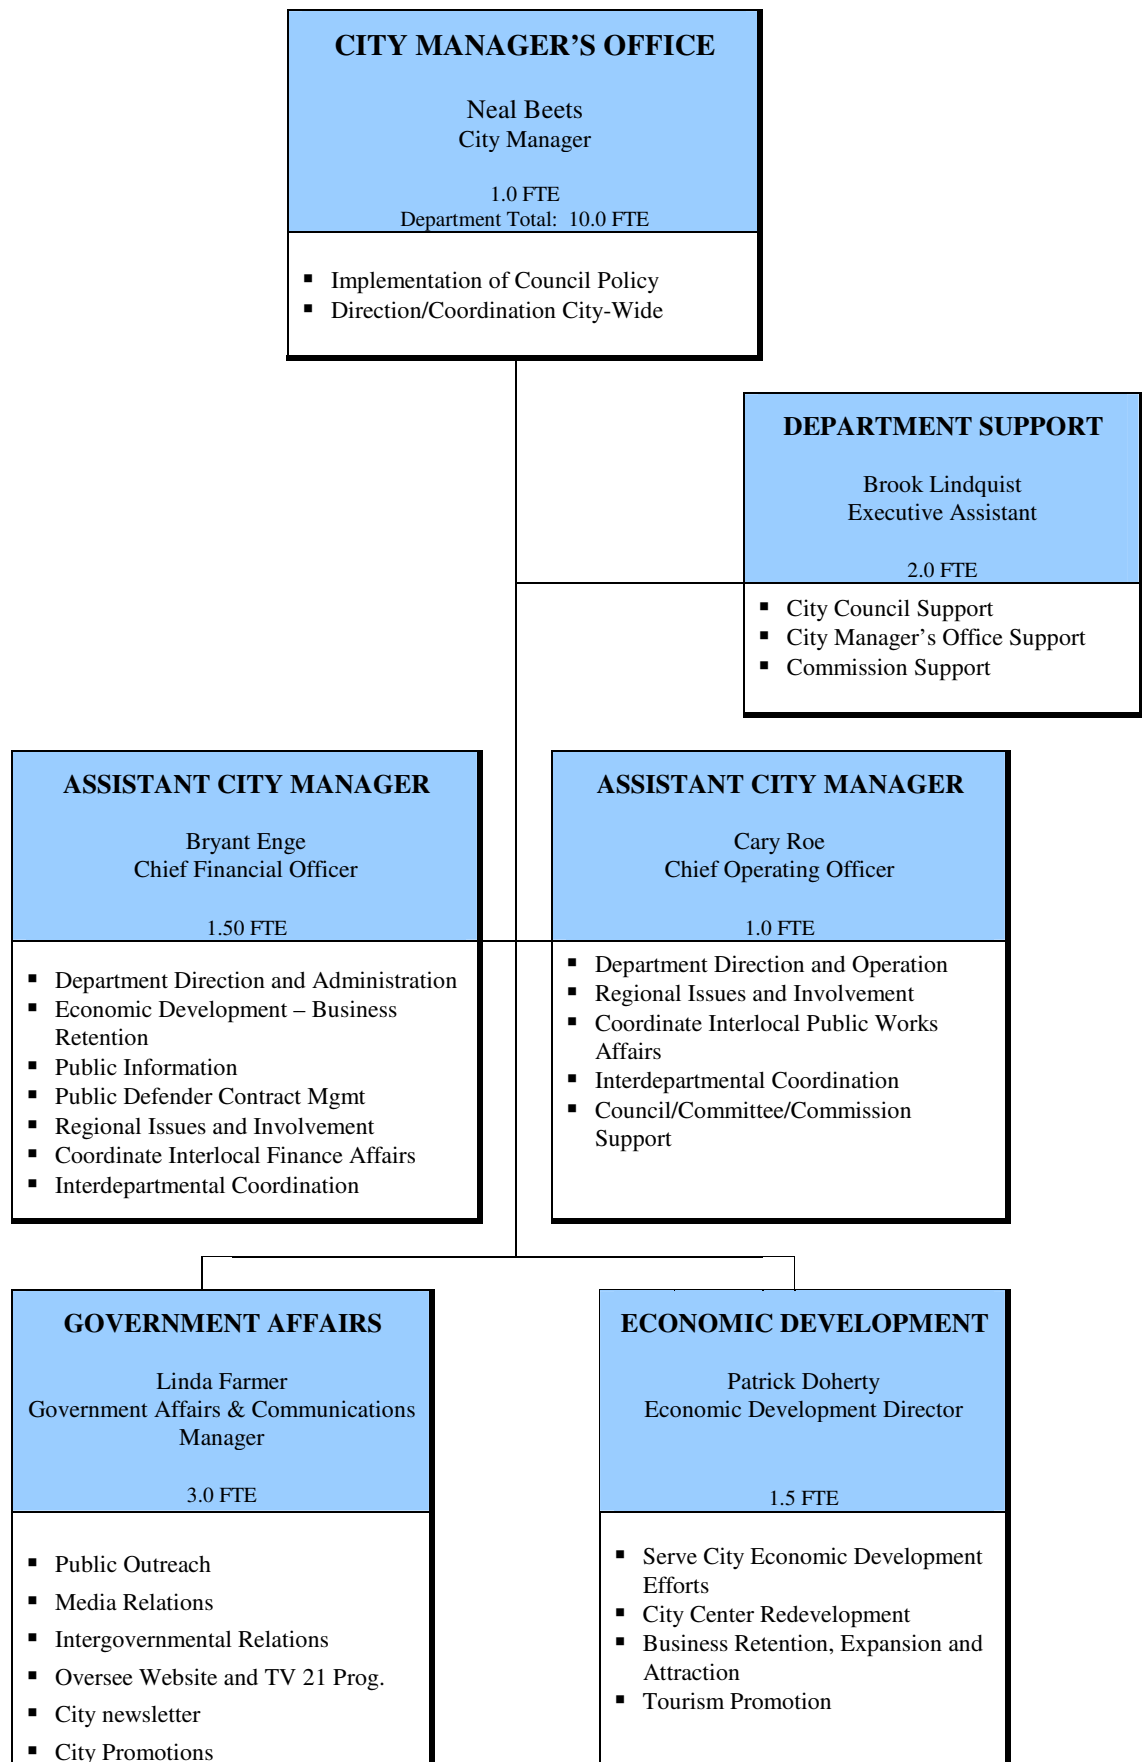 CITY MANAGER’S OFFICE
Neal Beets
City Manager
1.0 FTE
Department Total: 10.0 FTE
▪ Implementation of Council Policy
▪ Direction/Coordination City-Wide
DEPARTMENT SUPPORT
Brook Lindquist
Executive Assistant
2.0 FTE
▪ City Council Support
▪ City Manager’s Office Support
▪ Commission Support
ASSISTANT CITY MANAGER
Bryant Enge
Chief Financial Officer
1.50 FTE
▪ Department Direction and Administration
▪ Economic Development – Business
Retention
▪ Public Information
▪ Public Defender Contract Mgmt
▪ Regional Issues and Involvement
▪ Coordinate Interlocal Finance Affairs
▪ Interdepartmental Coordination
ASSISTANT CITY MANAGER
Cary Roe
Chief Operating Officer
1.0 FTE
▪ Department Direction and Operation
▪ Regional Issues and Involvement
▪ Coordinate Interlocal Public Works
Affairs
▪ Interdepartmental Coordination
▪ Council/Committee/Commission
Support
GOVERNMENT AFFAIRS
Linda Farmer
Government Affairs & Communications
Manager
3.0 FTE
▪ Public Outreach
▪ Media Relations
▪ Intergovernmental Relations
▪ Oversee Website and TV 21 Prog.
▪ City newsletter
▪ City Promotions
ECONOMIC DEVELOPMENT
Patrick Doherty
Economic Development Director
1.5 FTE
▪ Serve City Economic Development
Efforts
▪ City Center Redevelopment
▪ Business Retention, Expansion and
Attraction
▪ Tourism Promotion